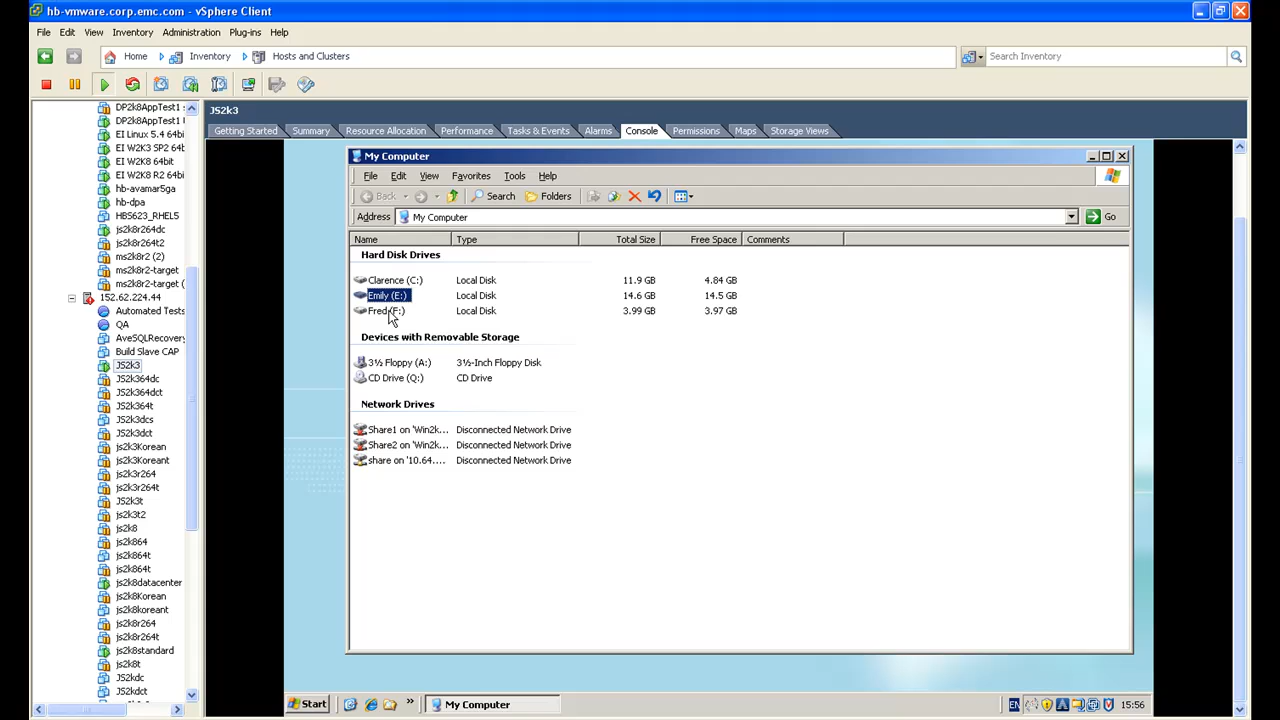 hb-vmware.corp.emc.com - vSphere Client
File Edit View Inventory Administration Plug-ins Help
Home Inventory Hosts and Clusters Search Inventory
JS2k3
Getting Started Summary Resource Allocation Performance Tasks & Events Alarms Console Permissions Maps Storage Views
DP2k8AppTest1 s
DP2k8AppTest1
EI Linux 5.4 64bi
EI W2K3 SP2 64b
EI W2K8 64bit
EI W2K8 R2 64bi
hb-avamar5ga
hb-dpa
HBS623_RHEL5
js2k8r264dc
js2k8r264t2
ms2k8r2 (2)
ms2k8r2-target
ms2k8r2-target (
152.62.224.44
Automated Tests
QA
AveSQLRecovery
Build Slave CAP
JS2k3
JS2k364dc
JS2k364dct
JS2k364t
JS2k3dcs
JS2k3dct
js2k3Korean
js2k3Koreant
js2k3r264
js2k3r264t
JS2k3t
js2k3t2
js2k8
js2k864
js2k864t
js2k864t
js2k8datacenter
js2k8Korean
js2k8koreant
js2k8r264
js2k8r264t
js2k8standard
js2k8t
JS2kdc
JS2kdct
My Computer
File Edit View Favorites Tools Help
Back Search Folders
Address My Computer Go
Name Type Total Size Free Space Comments
Hard Disk Drives
Clarence (C:) Local Disk 11.9 GB 4.84 GB
Emily (E:) Local Disk 14.6 GB 14.5 GB
Fred (F:) Local Disk 3.99 GB 3.97 GB
Devices with Removable Storage
3½ Floppy (A:) 3½-Inch Floppy Disk
CD Drive (Q:) CD Drive
Network Drives
Share1 on 'Win2k... Disconnected Network Drive
Share2 on 'Win2k... Disconnected Network Drive
share on '10.64.... Disconnected Network Drive
Start » My Computer EN 15:56